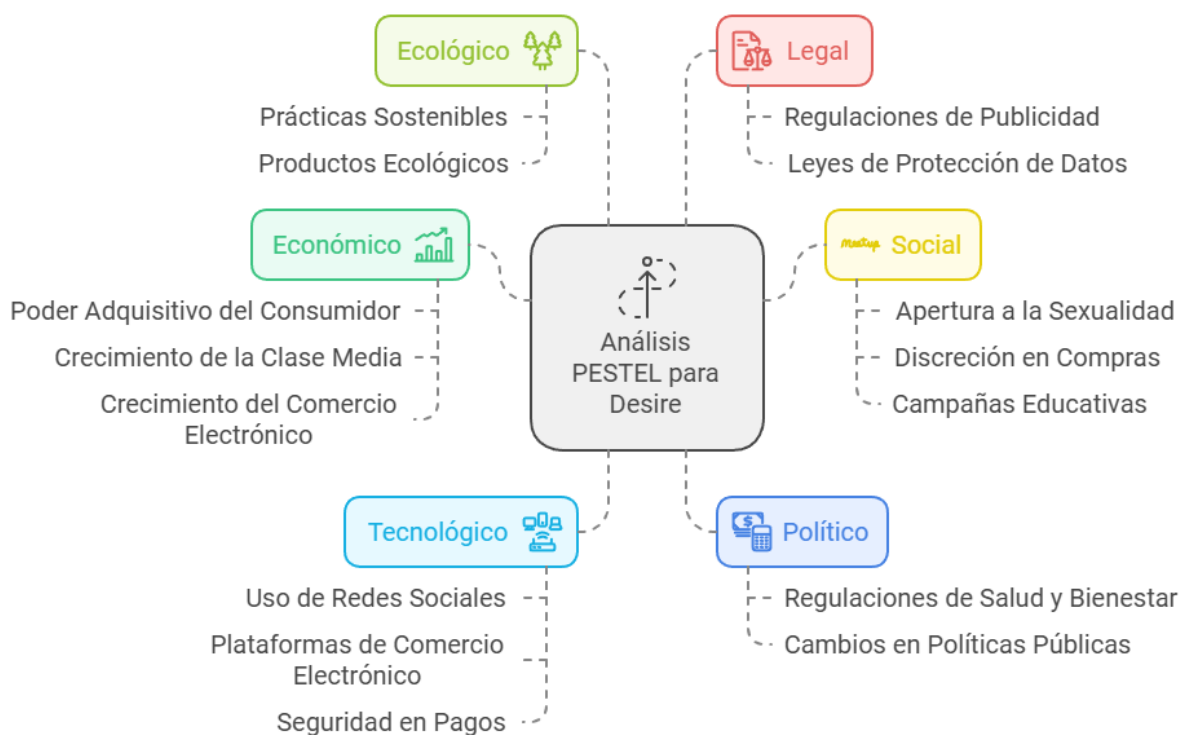 Ecológico
Prácticas Sostenibles
Productos Ecológicos
Legal
Regulaciones de Publicidad
Leyes de Protección de Datos
Económico
Poder Adquisitivo del Consumidor
Crecimiento de la Clase Media
Crecimiento del Comercio
Electrónico
Análisis
PESTEL para
Desire
meetup Social
Apertura a la Sexualidad
Discreción en Compras
Campañas Educativas
Tecnológico
Uso de Redes Sociales
Plataformas de Comercio
Electrónico
Seguridad en Pagos
$ Político
Regulaciones de Salud y Bienestar
Cambios en Políticas Públicas